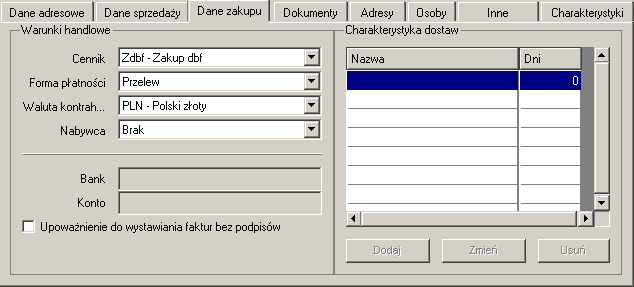 Dane adresowe Dane sprzedaży Dane zakupu Dokumenty Adresy Osoby Inne Charakterystyki
Warunki handlowe
Cennik Zdbf - Zakup dbf
Forma płatności Przelew
Waluta kontrah... PLN - Polski złoty
Nabywca Brak
Bank
Konto
Upoważnienie do wystawiania faktur bez podpisów
Charakterystyka dostaw
Nazwa Dni
0
Dodaj Zmień Usuń